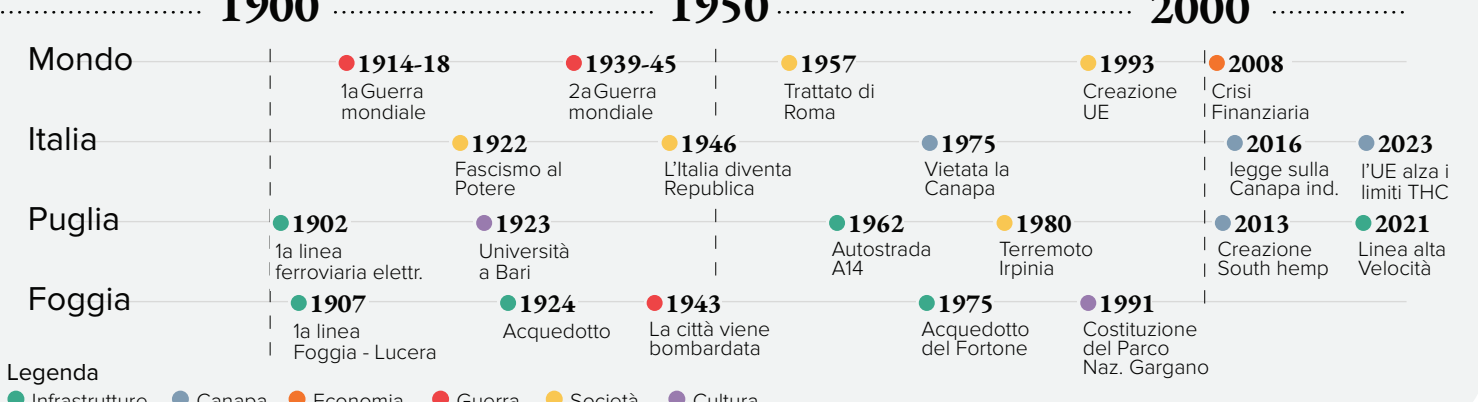 1900 1950 2000
Mondo
1914-18 1939-45 1957 1993 2008
1a Guerra 2a Guerra Trattato di Creazione Crisi
mondiale mondiale Roma UE Finanziaria
Italia
1922 1946 1975 2016 2023
Fascismo al L'Italia diventa Vietata la legge sulla l'UE alza i
Potere Republica Canapa Canapa ind. limiti THC
Puglia
1902 1923 1962 1980 2013 2021
1a linea Università Autostrada Terremoto Creazione Linea alta
ferroviaria elettr. a Bari A14 Irpinia South hemp Velocità
Foggia
1907 1924 1943 1975 1991
1a linea Acquedotto La città viene Acquedotto Costituzione
Foggia - Lucera bombardata del Fortone del Parco
Naz. Gargano
Legenda
Infrastrutture Canapa Economia Guerra Società Cultura